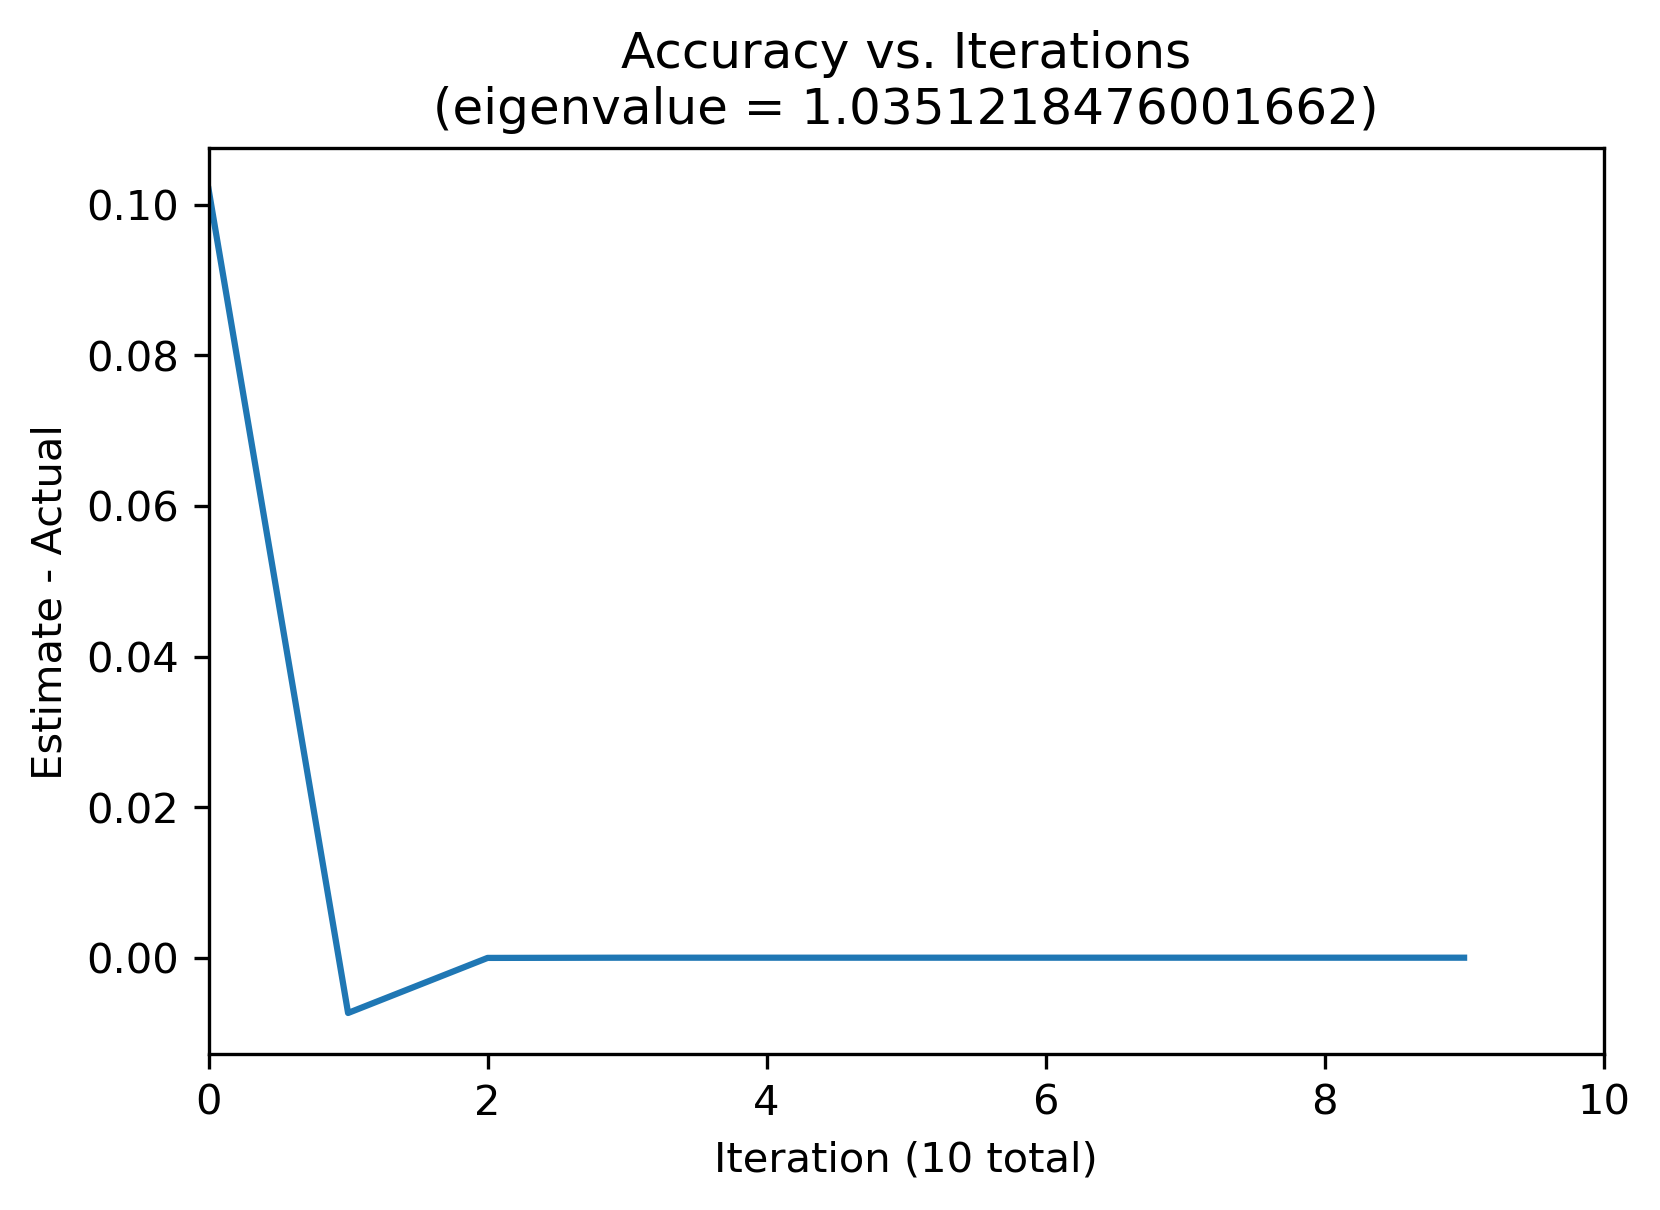 Accuracy vs. Iterations
(eigenvalue = 1.0351218476001662)
Estimate - Actual
0.10
0.08
0.06
0.04
0.02
0.00
0 2 4 6 8 10
Iteration (10 total)